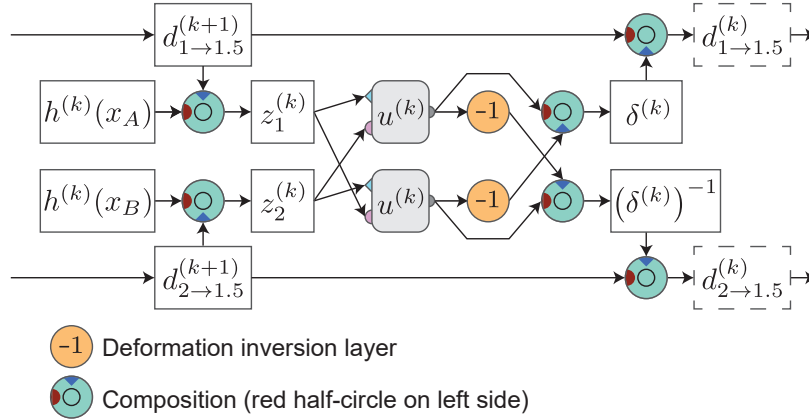 d_{1→1.5}^{(k+1)}
d_{1→1.5}^{(k)}
h^{(k)}(x_A)
z_1^{(k)}
u^{(k)}
-1
δ^{(k)}
h^{(k)}(x_B)
z_2^{(k)}
u^{(k)}
-1
(δ^{(k)})^{-1}
d_{2→1.5}^{(k+1)}
d_{2→1.5}^{(k)}
-1 Deformation inversion layer
Composition (red half-circle on left side)